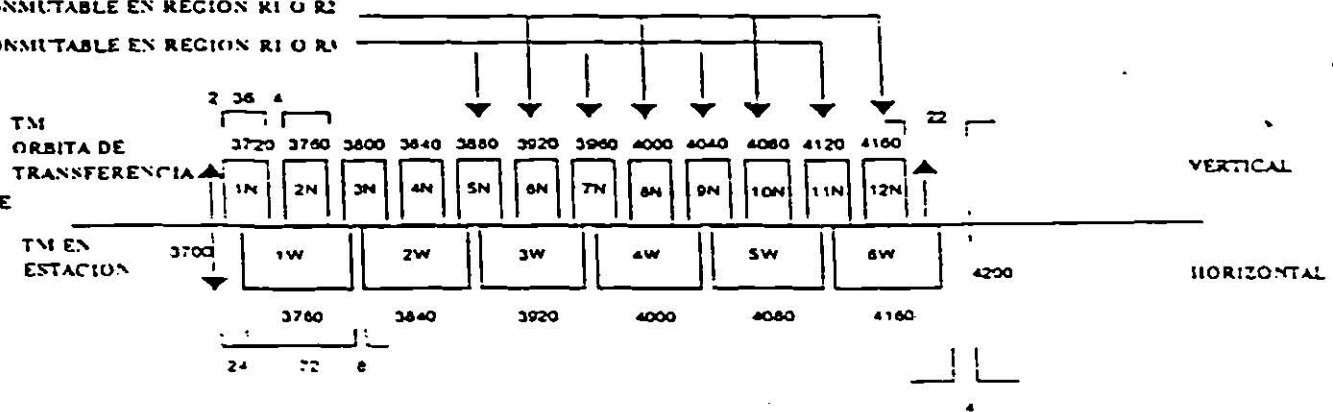 ONMUTABLE EN REGION R1 O R2
ONMUTABLE EN REGION R1 O R3
2 36 4
22
TM
ORBITA DE
TRANSFERENCIA
3720 3760 3800 3840 3880 3920 3960 4000 4040 4080 4120 4160
VERTICAL
1N 2N 3N 4N 5N 6N 7N 8N 9N 10N 11N 12N
E
TM EN
ESTACION
3700
1W 2W 3W 4W 5W 6W
4200
HORIZONTAL
3760 3840 3920 4000 4080 4160
24 72 8
4